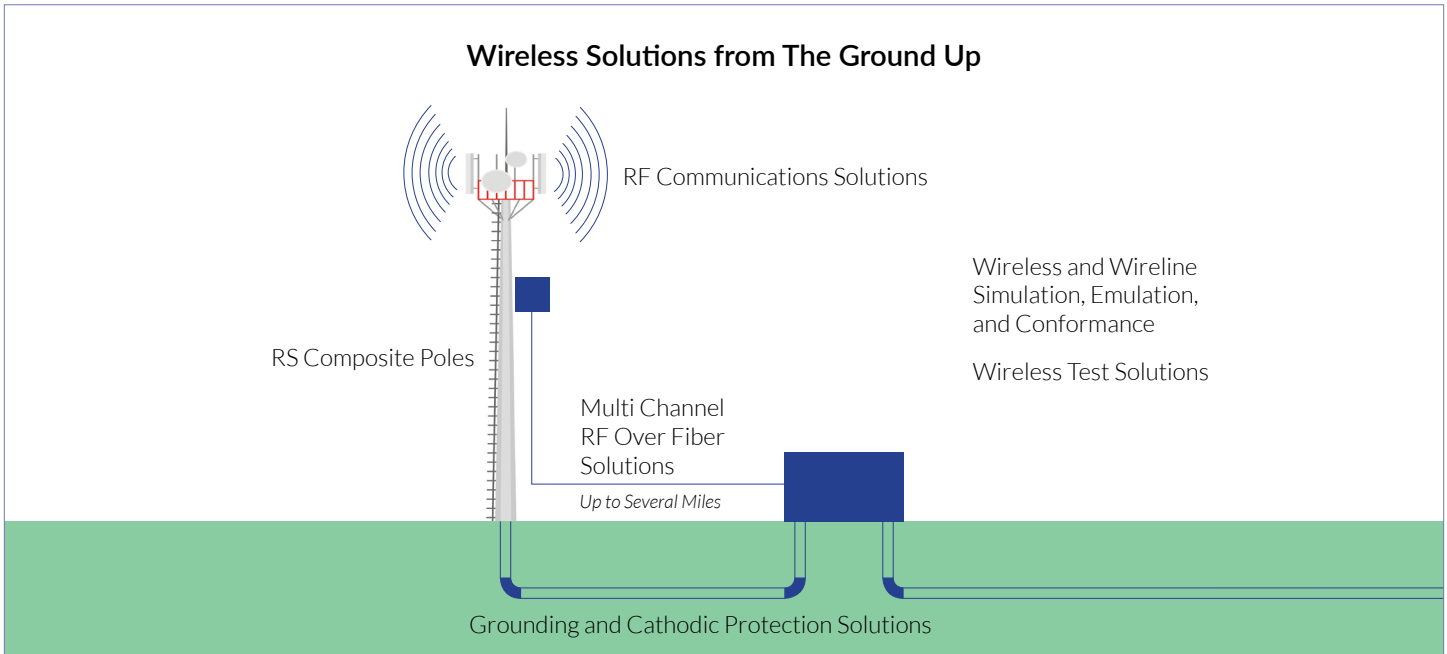 Wireless Solutions from The Ground Up
RF Communications Solutions
Wireless and Wireline
Simulation, Emulation,
and Conformance
Wireless Test Solutions
RS Composite Poles
Multi Channel
RF Over Fiber
Solutions
Up to Several Miles
Grounding and Cathodic Protection Solutions